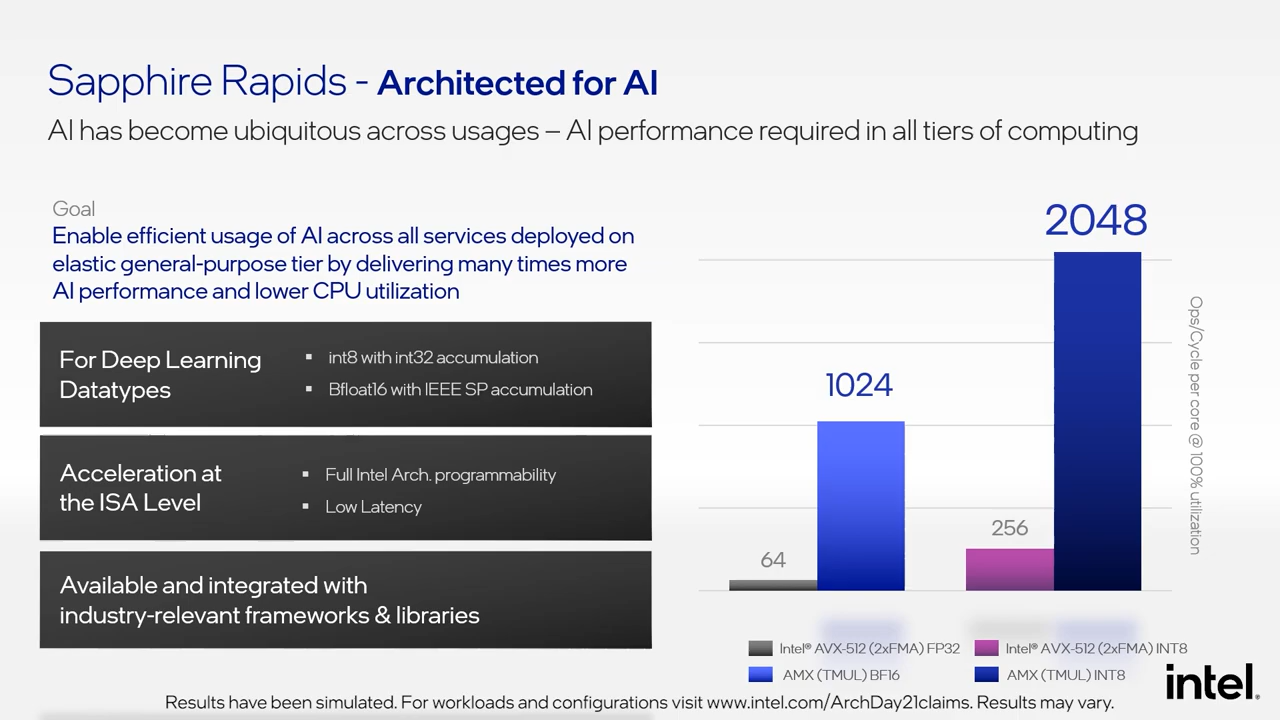 Sapphire Rapids - Architected for AI
AI has become ubiquitous across usages – AI performance required in all tiers of computing
Goal
Enable efficient usage of AI across all services deployed on
elastic general-purpose tier by delivering many times more
AI performance and lower CPU utilization
For Deep Learning
Datatypes
▪ int8 with int32 accumulation
▪ Bfloat16 with IEEE SP accumulation
Acceleration at
the ISA Level
▪ Full Intel Arch. programmability
▪ Low Latency
Available and integrated with
industry-relevant frameworks & libraries
64
1024
256
2048
Ops/Cycle per core @ 100% utilization
Intel® AVX-512 (2xFMA) FP32
Intel® AVX-512 (2xFMA) INT8
AMX (TMUL) BF16
AMX (TMUL) INT8
intel.
Results have been simulated. For workloads and configurations visit www.intel.com/ArchDay21claims. Results may vary.